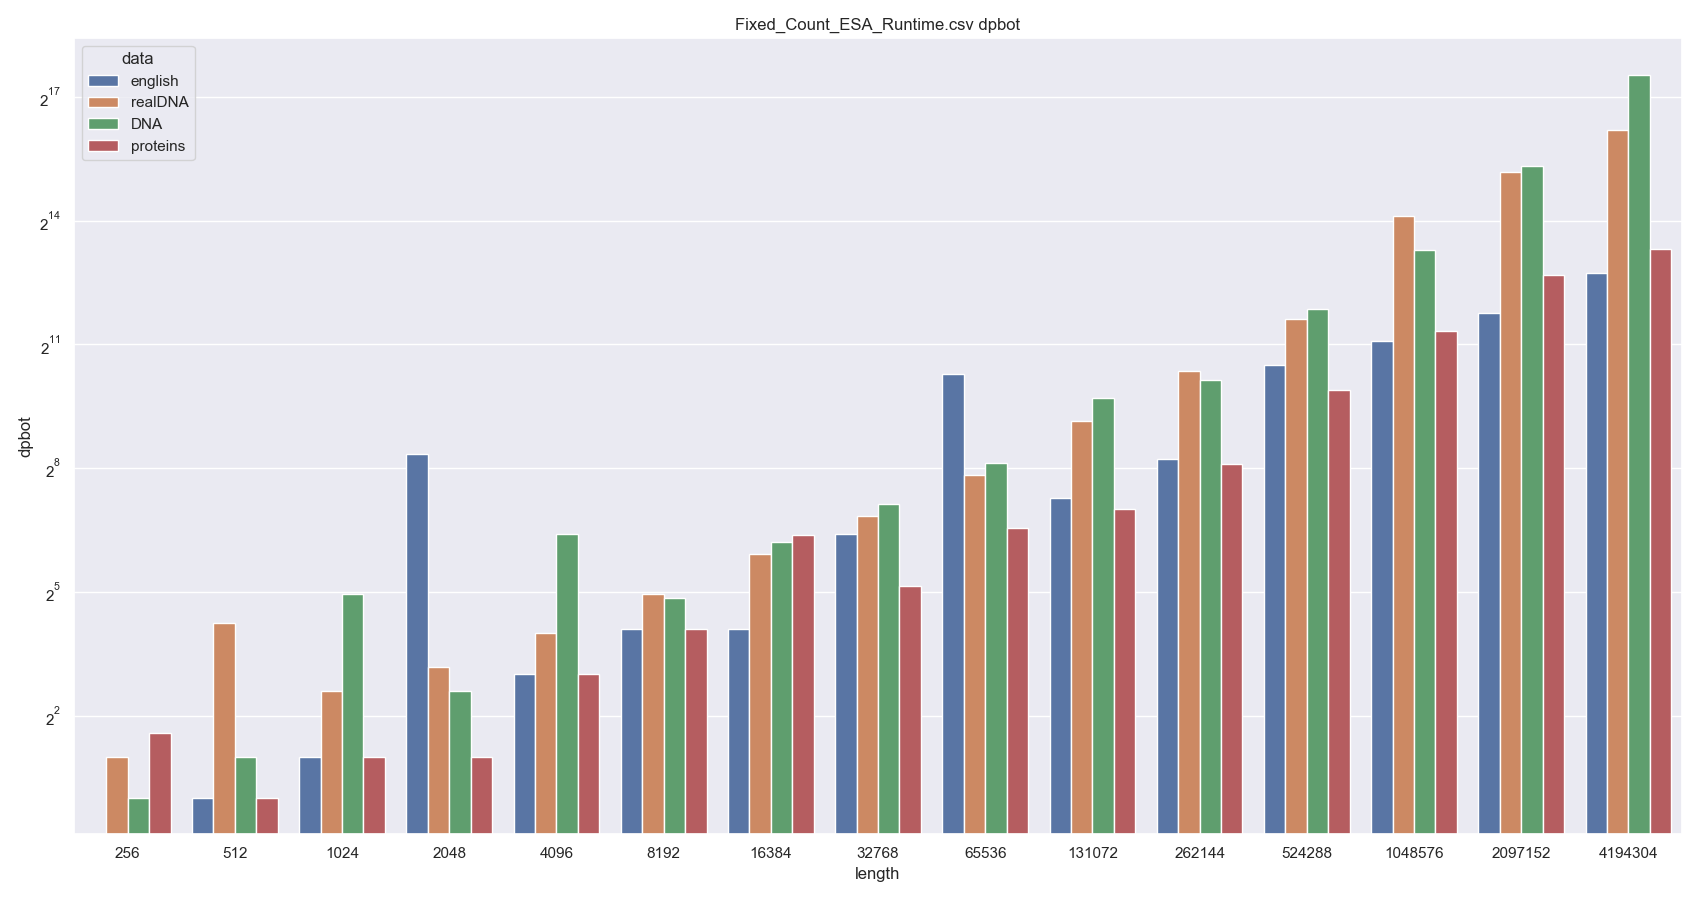 Fixed_Count_ESA_Runtime.csv dpbot
data
english
realDNA
DNA
proteins
2^17
2^14
2^11
2^8
2^5
2^2
dpbot
256 512 1024 2048 4096 8192 16384 32768 65536 131072 262144 524288 1048576 2097152 4194304
length